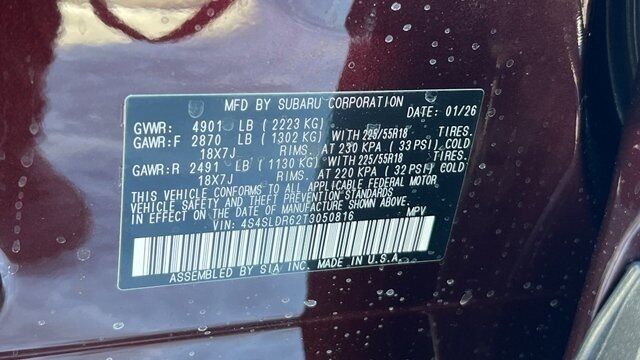 MFD BY SUBARU CORPORATION DATE: 01/26
GVWR: 4901 LB (2223 KG)
GAWR:F 2870 LB (1302 KG) WITH 225/55R18 TIRES.
18X7J RIMS. AT 230 KPA (33 PSI) COLD
GAWR:R 2491 LB (1130 KG) WITH 225/55R18 TIRES.
18X7J RIMS. AT 220 KPA (32 PSI) COLD
THIS VEHICLE CONFORMS TO ALL APPLICABLE FEDERAL MOTOR
VEHICLE SAFETY AND THEFT PREVENTION STANDARDS
IN EFFECT ON THE DATE OF MANUFACTURE SHOWN ABOVE.
VIN: 4S4SLDR62T3050816 MPV
ASSEMBLED BY SIA INC. MADE IN U.S.A.